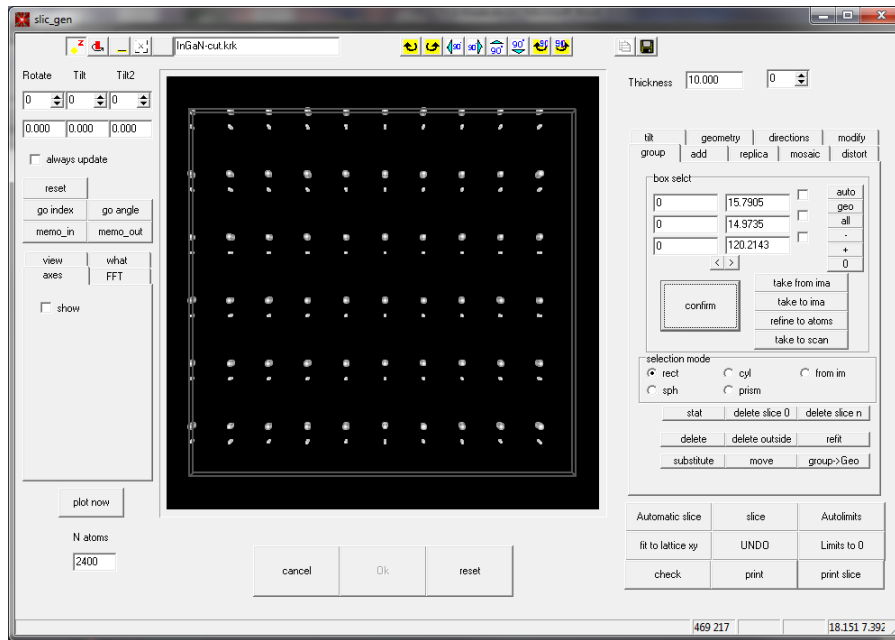 slic_gen
z
InGaN-cut.krk
90°
90°
90°
90°
Rotate Tilt Tilt2
0 0 0
0.000 0.000 0.000
always update
reset
go index go angle
memo_in memo_out
view what
axes FFT
show
plot now
N atoms
2400
cancel Ok reset
Thickness 10.000 0
tilt geometry directions modify
group add replica mosaic distort
box selct
0 15.7905
0 14.9735
0 120.2143
< >
auto
geo
all
-
+
0
confirm
take from ima
take to ima
refine to atoms
take to scan
selection mode
rect cyl from im
sph prism
stat delete slice 0 delete slice n
delete delete outside refit
substitute move group->Geo
Automatic slice slice Autolimits
fit to lattice xy UNDO Limits to 0
check print print slice
469 217 18.151 7.392